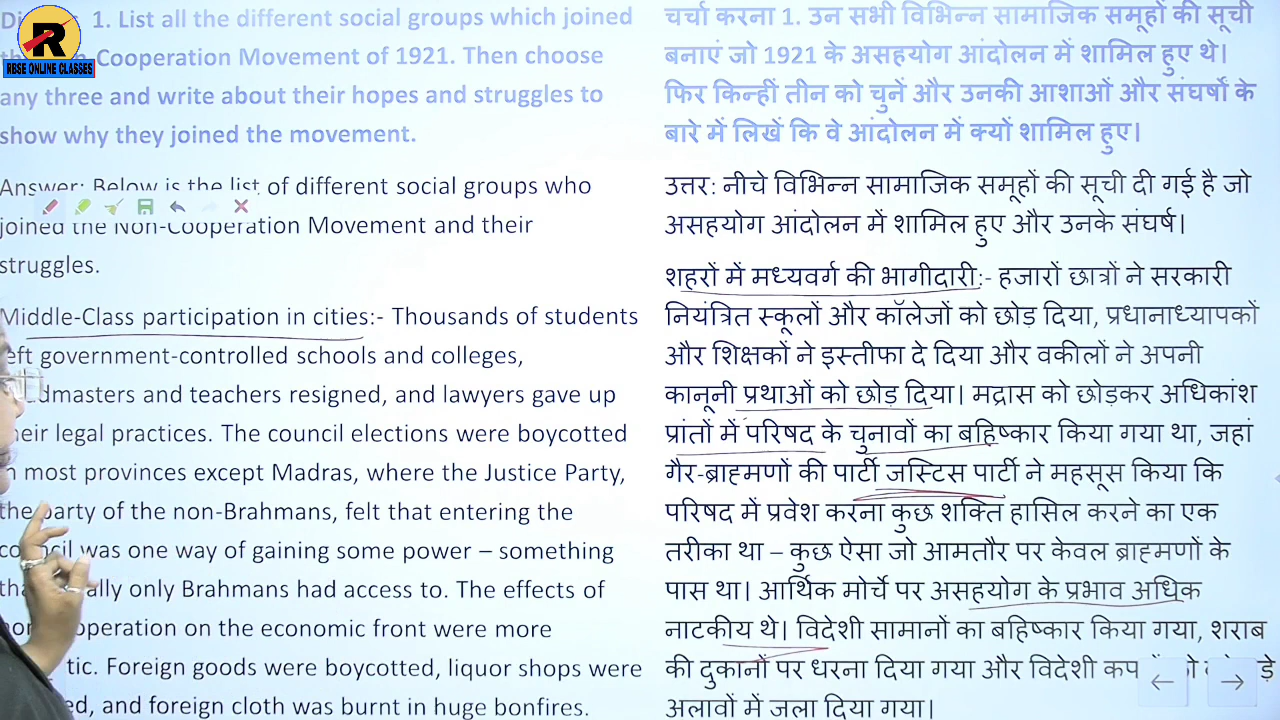 RBSE ONLINE CLASSES
1. List all the different social groups which joined
Cooperation Movement of 1921. Then choose
any three and write about their hopes and struggles to
show why they joined the movement.
Answer: Below is the list of different social groups who
joined the Non-Cooperation Movement and their
struggles.
Middle-Class participation in cities:- Thousands of students
government-controlled schools and colleges,
and teachers resigned, and lawyers gave up
legal practices. The council elections were boycotted
most provinces except Madras, where the Justice Party,
the party of the non-Brahmans, felt that entering the
was one way of gaining some power – something
only Brahmans had access to. The effects of
on the economic front were more
Foreign goods were boycotted, liquor shops were
and foreign cloth was burnt in huge bonfires.
चर्चा करना 1. उन सभी विभिन्न सामाजिक समूहों की सूची
बनाएं जो 1921 के असहयोग आंदोलन में शामिल हुए थे।
फिर किन्हीं तीन को चुनें और उनकी आशाओं और संघर्षों के
बारे में लिखें कि वे आंदोलन में क्यों शामिल हुए।
उत्तर: नीचे विभिन्न सामाजिक समूहों की सूची दी गई है जो
असहयोग आंदोलन में शामिल हुए और उनके संघर्ष।
शहरों में मध्यवर्ग की भागीदारी:- हजारों छात्रों ने सरकारी
नियंत्रित स्कूलों और कॉलेजों को छोड़ दिया, प्रधानाध्यापकों
और शिक्षकों ने इस्तीफा दे दिया और वकीलों ने अपनी
कानूनी प्रथाओं को छोड़ दिया। मद्रास को छोड़कर अधिकांश
प्रांतों में परिषद के चुनावों का बहिष्कार किया गया था, जहां
गैर-ब्राह्मणों की पार्टी जस्टिस पार्टी ने महसूस किया कि
परिषद में प्रवेश करना कुछ शक्ति हासिल करने का एक
तरीका था – कुछ ऐसा जो आमतौर पर केवल ब्राह्मणों के
पास था। आर्थिक मोर्चे पर असहयोग के प्रभाव अधिक
नाटकीय थे। विदेशी सामानों का बहिष्कार किया गया, शराब
की दुकानों पर धरना दिया गया और विदेशी
अलावों में जला दिया गया।